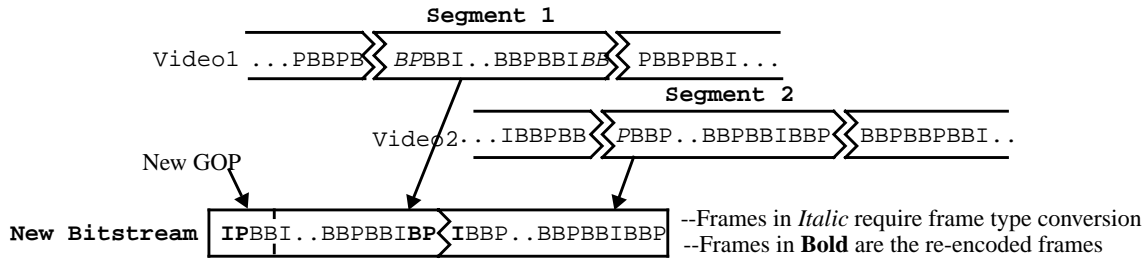 Segment 1
Video1 ...PBBPB BPBBI..BBPBBIBB PBBPBBI...
Segment 2
Video2...IBBPBB PBBP..BBPBBIBBP BBPBBPBBI..
New GOP
New Bitstream IPBBI..BBPBBIBP IBBP..BBPBBIBBP
--Frames in Italic require frame type conversion
--Frames in Bold are the re-encoded frames